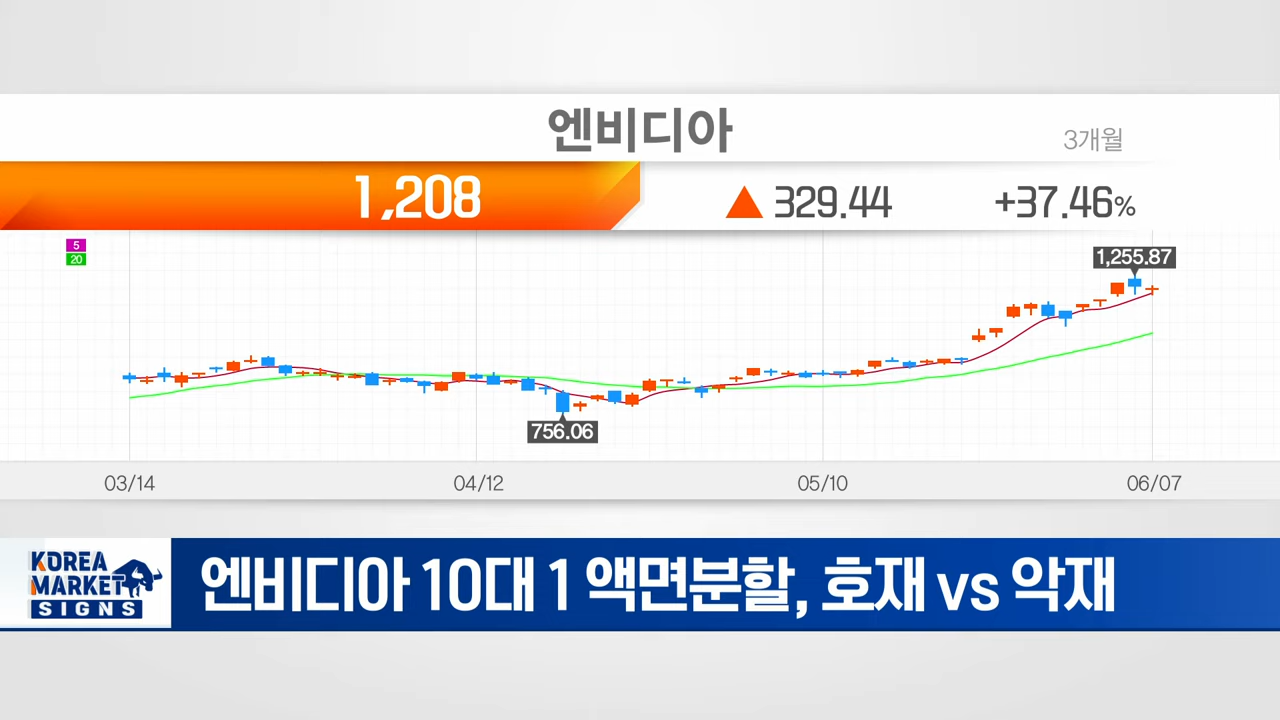 엔비디아
3개월
1,208 ▲ 329.44 +37.46%
5
20
1,255.87
756.06
03/14 04/12 05/10 06/07
KOREA
MARKET
SIGNS
엔비디아 10대 1 액면분할, 호재 vs 악재